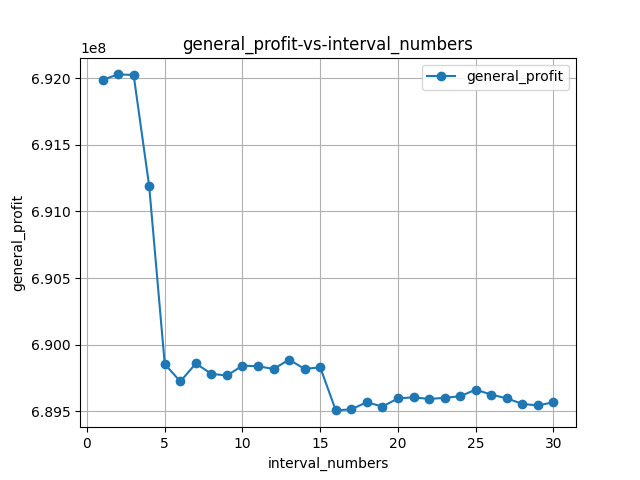 general_profit-vs-interval_numbers
1e8
general_profit
6.920
6.915
6.910
6.905
6.900
6.895
general_profit
0 5 10 15 20 25 30
interval_numbers